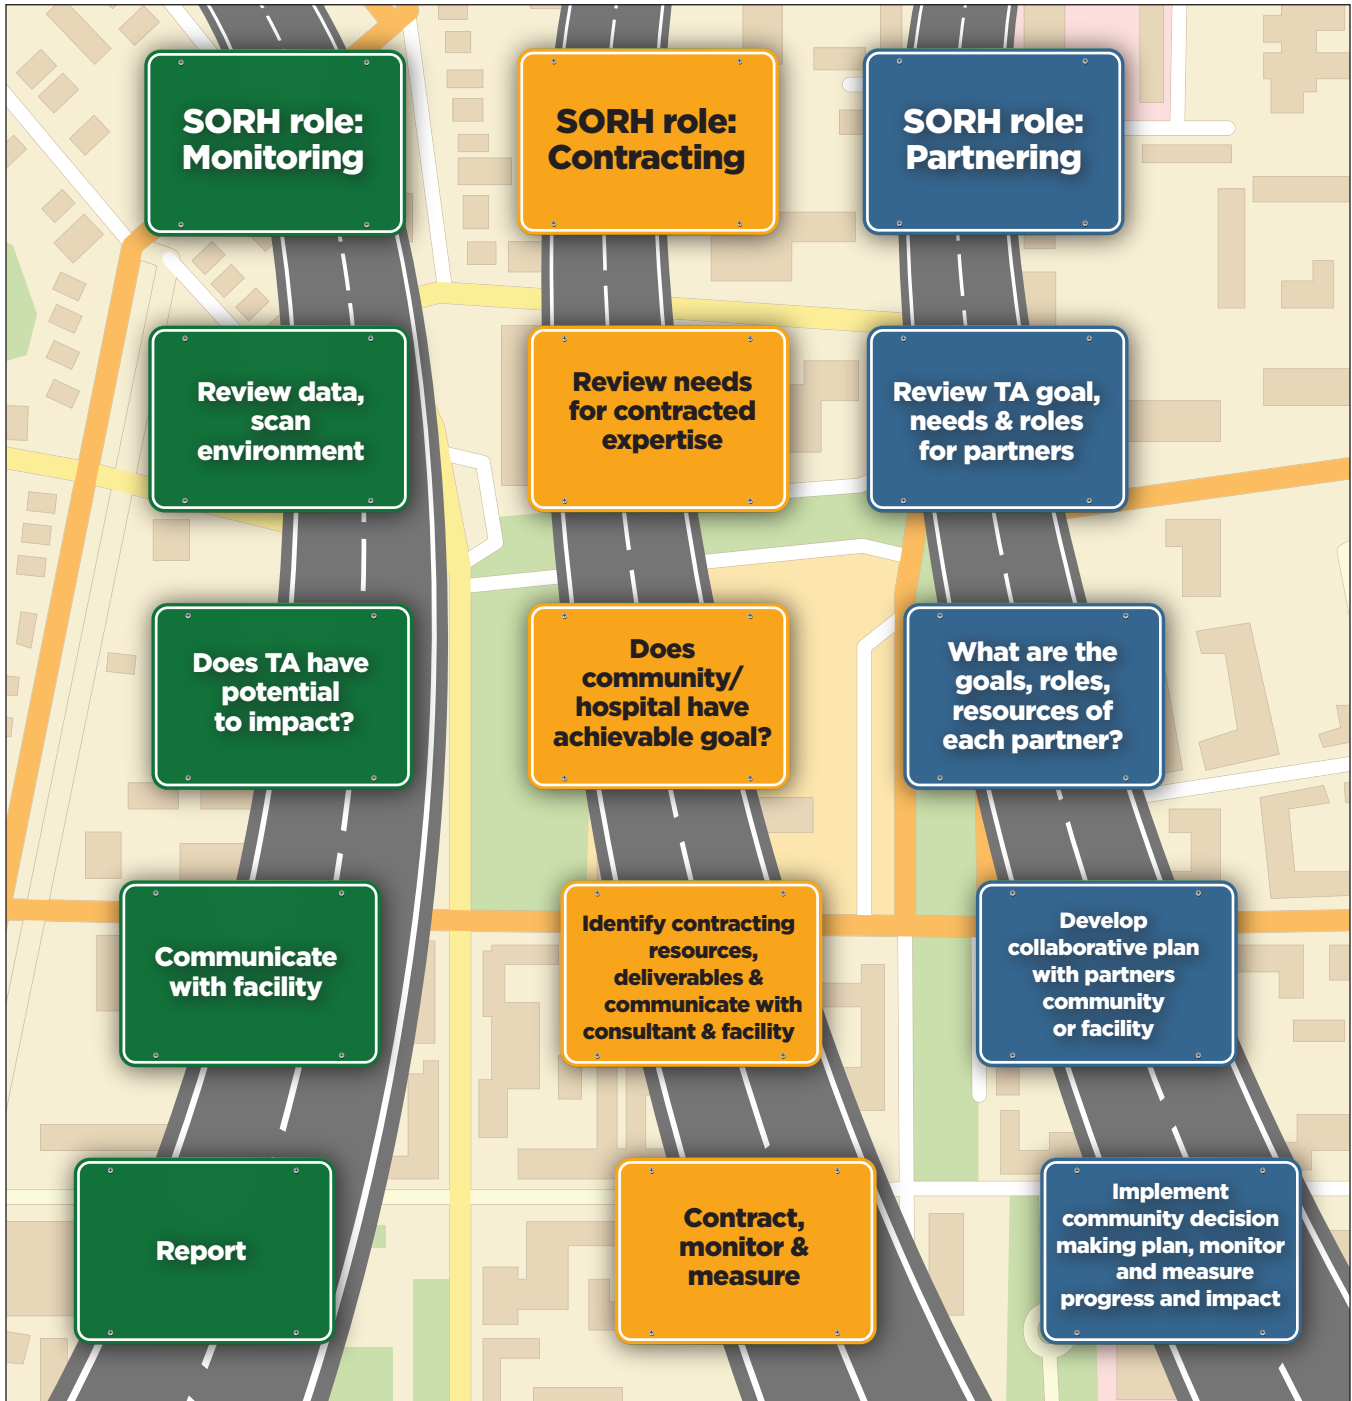 SORH role:
Monitoring
Review data,
scan
environment
Does TA have
potential
to impact?
Communicate
with facility
Report
SORH role:
Contracting
Review needs
for contracted
expertise
Does
community/
hospital have
achievable goal?
Identify contracting
resources,
deliverables &
communicate with
consultant & facility
Contract,
monitor &
measure
SORH role:
Partnering
Review TA goal,
needs & roles
for partners
What are the
goals, roles,
resources of
each partner?
Develop
collaborative plan
with partners
community
or facility
Implement
community decision
making plan, monitor
and measure
progress and impact